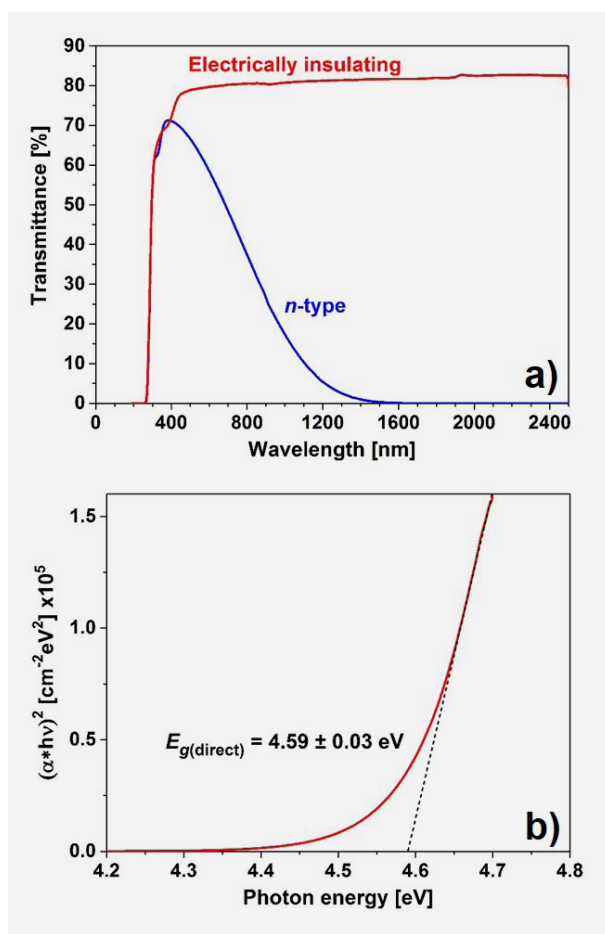 90
80
70
60
50
40
30
20
10
0
Transmittance [%]
Electrically insulating
n-type
a)
0 400 800 1200 1600 2000 2400
Wavelength [nm]
1.5
1.0
0.5
0.0
(α*hν)² [cm⁻²eV²] x10⁵
E_g(direct) = 4.59 ± 0.03 eV
b)
4.2 4.3 4.4 4.5 4.6 4.7 4.8
Photon energy [eV]